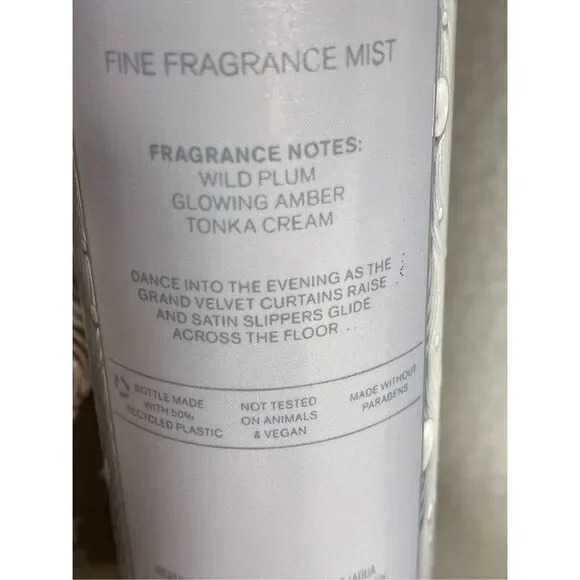 FINE FRAGRANCE MIST
FRAGRANCE NOTES:
WILD PLUM
GLOWING AMBER
TONKA CREAM
DANCE INTO THE EVENING AS THE
GRAND VELVET CURTAINS RAISE
AND SATIN SLIPPERS GLIDE
ACROSS THE FLOOR...
BOTTLE MADE
WITH 50%
RECYCLED PLASTIC
NOT TESTED
ON ANIMALS
& VEGAN
MADE WITHOUT
PARABENS